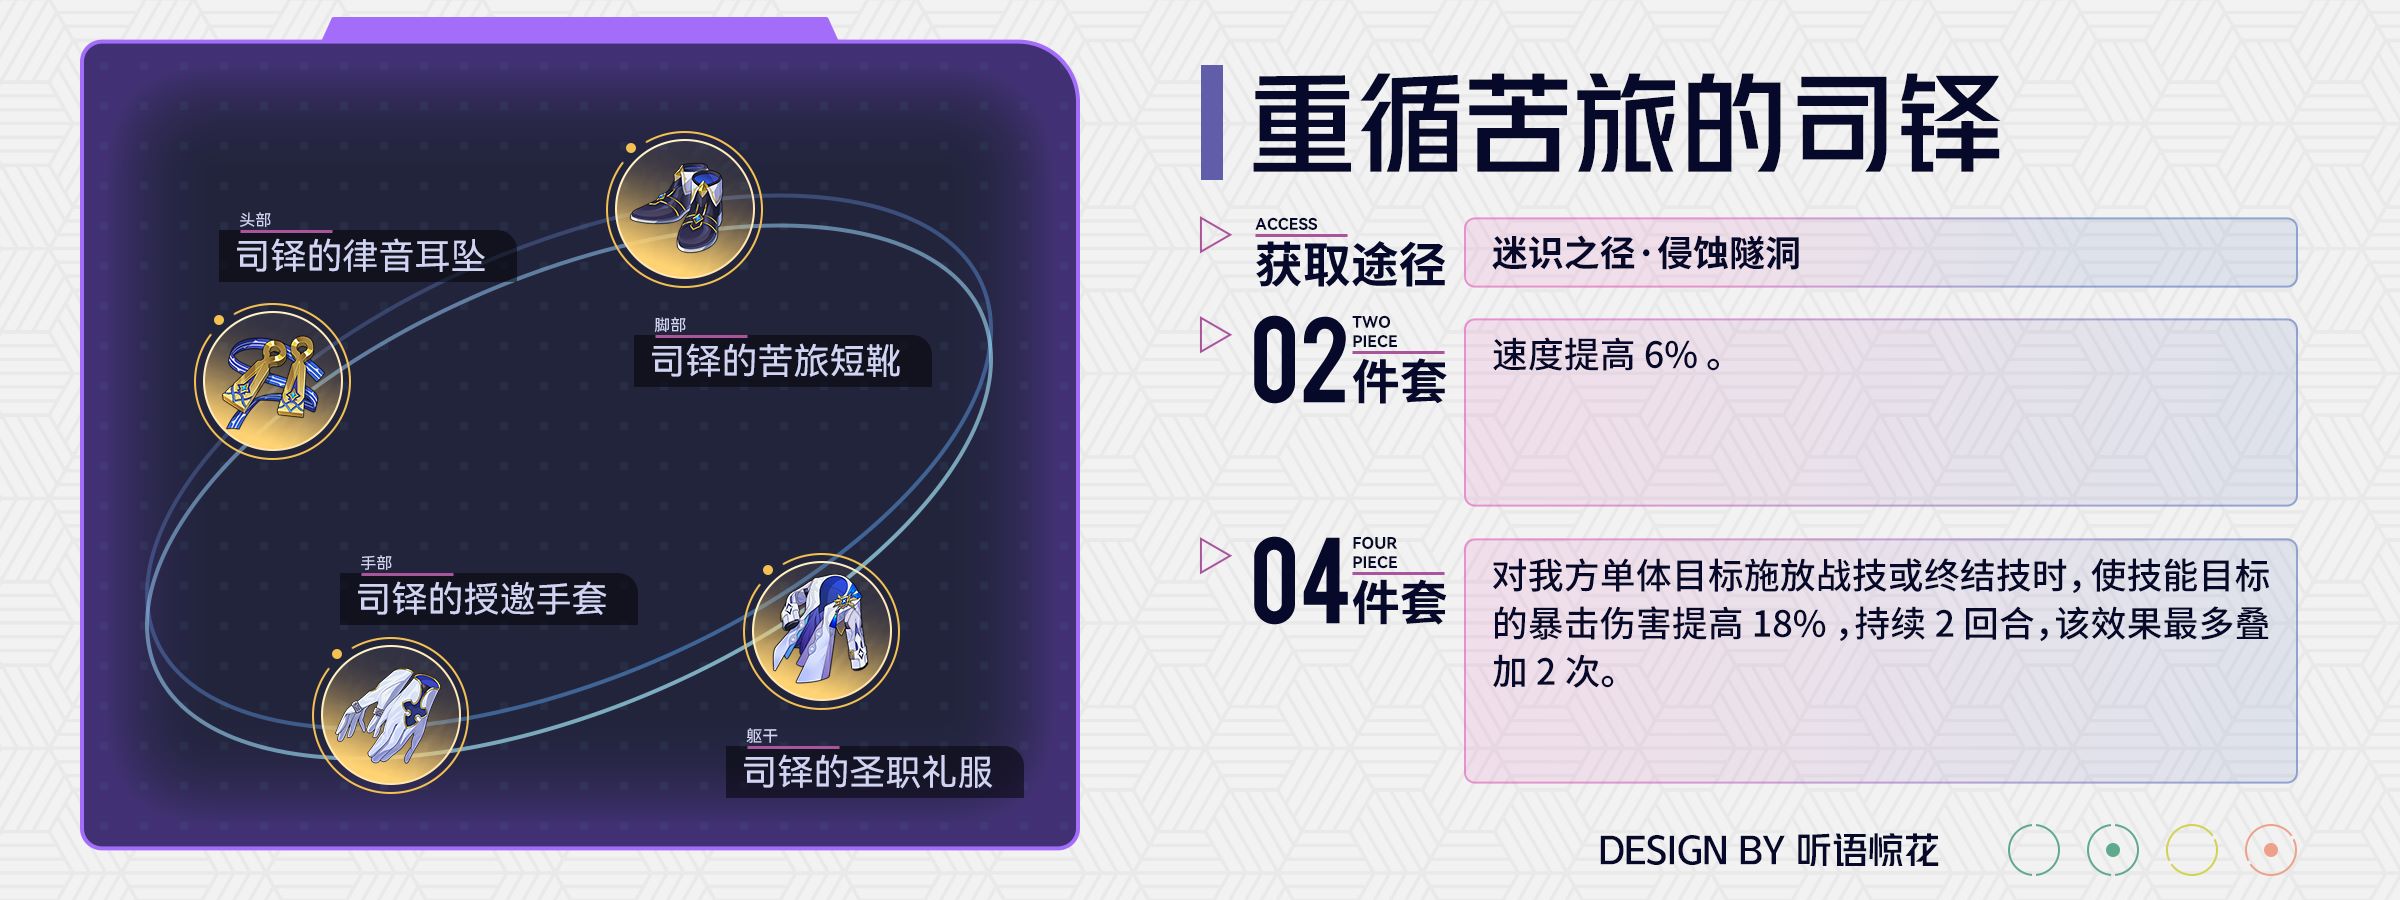 头部
司铎的律音耳坠
脚部
司铎的苦旅短靴
手部
司铎的授邀手套
躯干
司铎的圣职礼服
重循苦旅的司铎
ACCESS
获取途径
迷识之径·侵蚀隧洞
02
TWO
PIECE
件套
速度提高 6% 。
04
FOUR
PIECE
件套
对我方单体目标施放战技或终结技时，使技能目标
的暴击伤害提高 18% ，持续 2 回合，该效果最多叠
加 2 次。
DESIGN BY 听语惊花